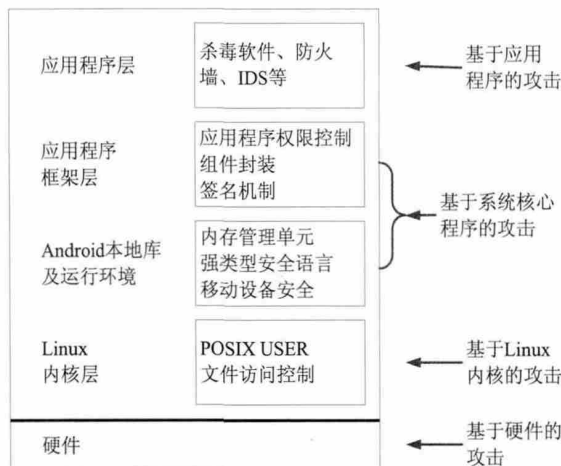 应用程序层
杀毒软件、防火
墙、IDS等
基于应用
程序的攻击
应用程序
框架层
应用程序权限控制
组件封装
签名机制
基于系统核心
程序的攻击
Android本地库
及运行环境
内存管理单元
强类型安全语言
移动设备安全
Linux
内核层
POSIX USER
文件访问控制
基于Linux
内核的攻击
硬件
基于硬件的
攻击